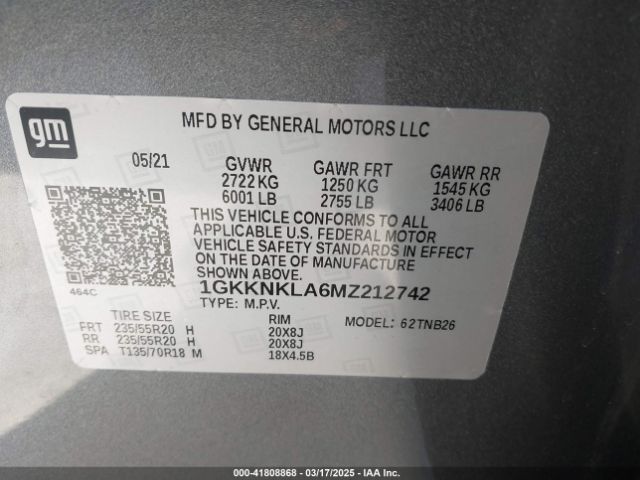 gm
MFD BY GENERAL MOTORS LLC
05/21 GVWR GAWR FRT GAWR RR
2722 KG 1250 KG 1545 KG
6001 LB 2755 LB 3406 LB
THIS VEHICLE CONFORMS TO ALL
APPLICABLE U.S. FEDERAL MOTOR
VEHICLE SAFETY STANDARDS IN EFFECT
ON THE DATE OF MANUFACTURE
SHOWN ABOVE.
464C
1GKKNKLA6MZ212742
TYPE: M.P.V.
TIRE SIZE RIM MODEL: 62TNB26
FRT 235/55R20 H 20X8J
RR 235/55R20 H 20X8J
SPA T135/70R18 M 18X4.5B
000-41808868 - 03/17/2025 - IAA Inc.